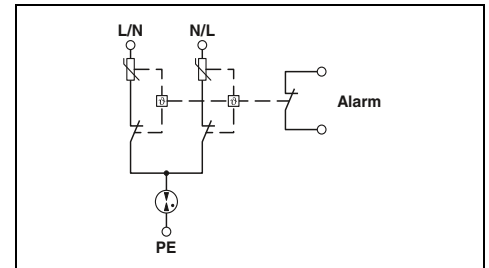 L/N N/L
ϑ ϑ
Alarm
PE